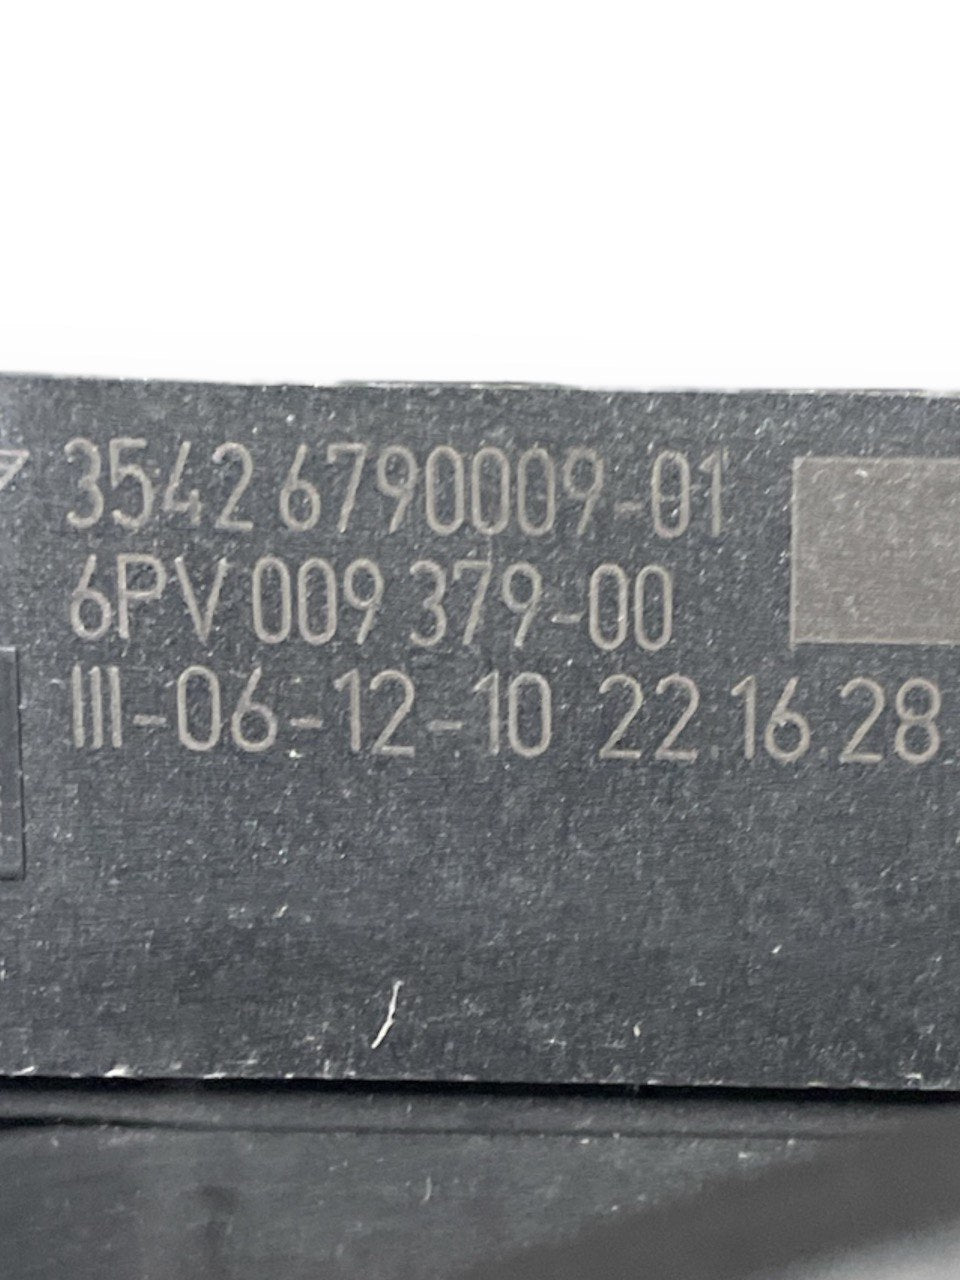 3542 6790009-01
6PV 009 379-00
III-06-12-10 22.16.28